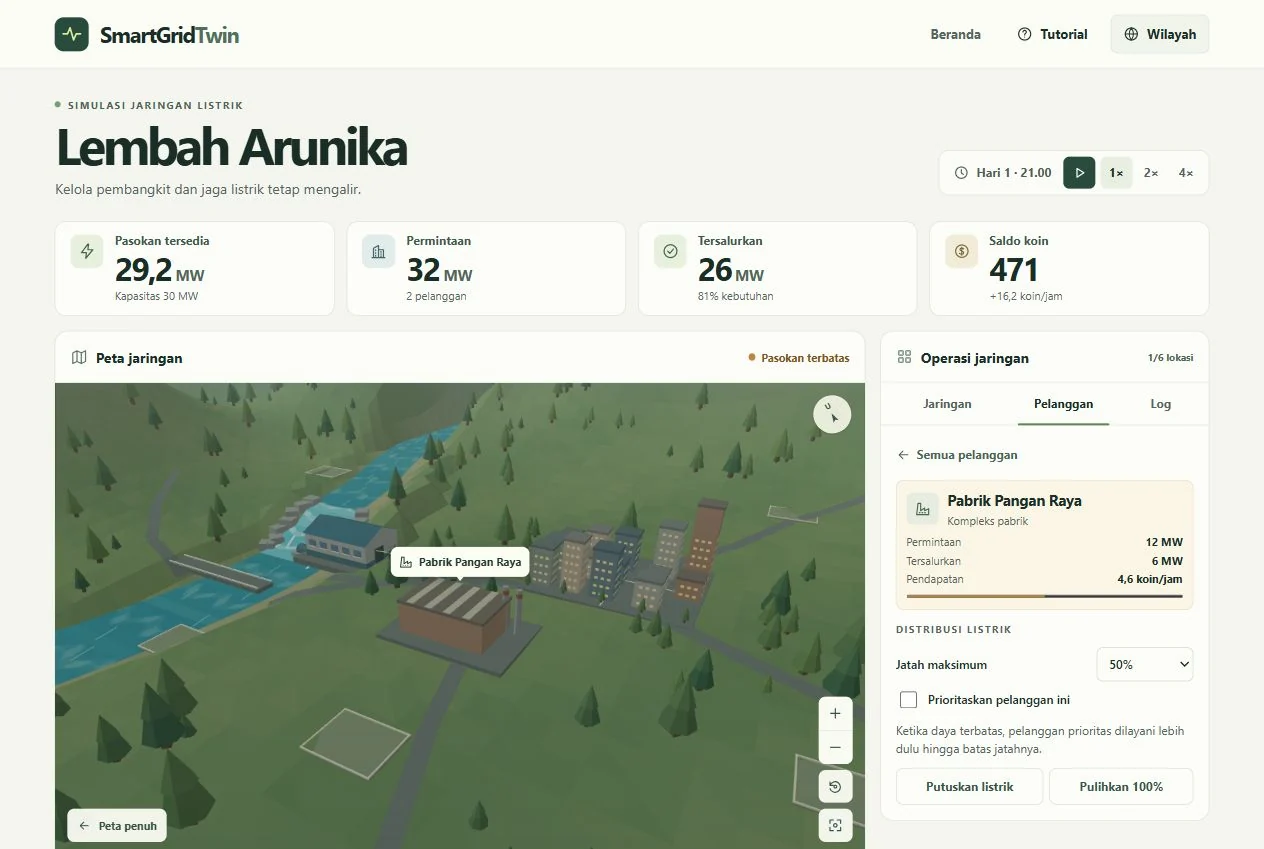 SmartGridTwin
Beranda
Tutorial
Wilayah
SIMULASI JARINGAN LISTRIK
Lembah Arunika
Kelola pembangkit dan jaga listrik tetap mengalir.
Hari 1 · 21.00
1×
2×
4×
Pasokan tersedia
29,2 MW
Kapasitas 30 MW
Permintaan
32 MW
2 pelanggan
Tersalurkan
26 MW
81% kebutuhan
Saldo koin
471
+16,2 koin/jam
Peta jaringan
Pasokan terbatas
U
Pabrik Pangan Raya
+
−
← Peta penuh
Operasi jaringan
1/6 lokasi
Jaringan
Pelanggan
Log
← Semua pelanggan
Pabrik Pangan Raya
Kompleks pabrik
Permintaan 12 MW
Tersalurkan 6 MW
Pendapatan 4,6 koin/jam
DISTRIBUSI LISTRIK
Jatah maksimum 50%
Prioritaskan pelanggan ini
Ketika daya terbatas, pelanggan prioritas dilayani lebih
dulu hingga batas jatahnya.
Putuskan listrik
Pulihkan 100%